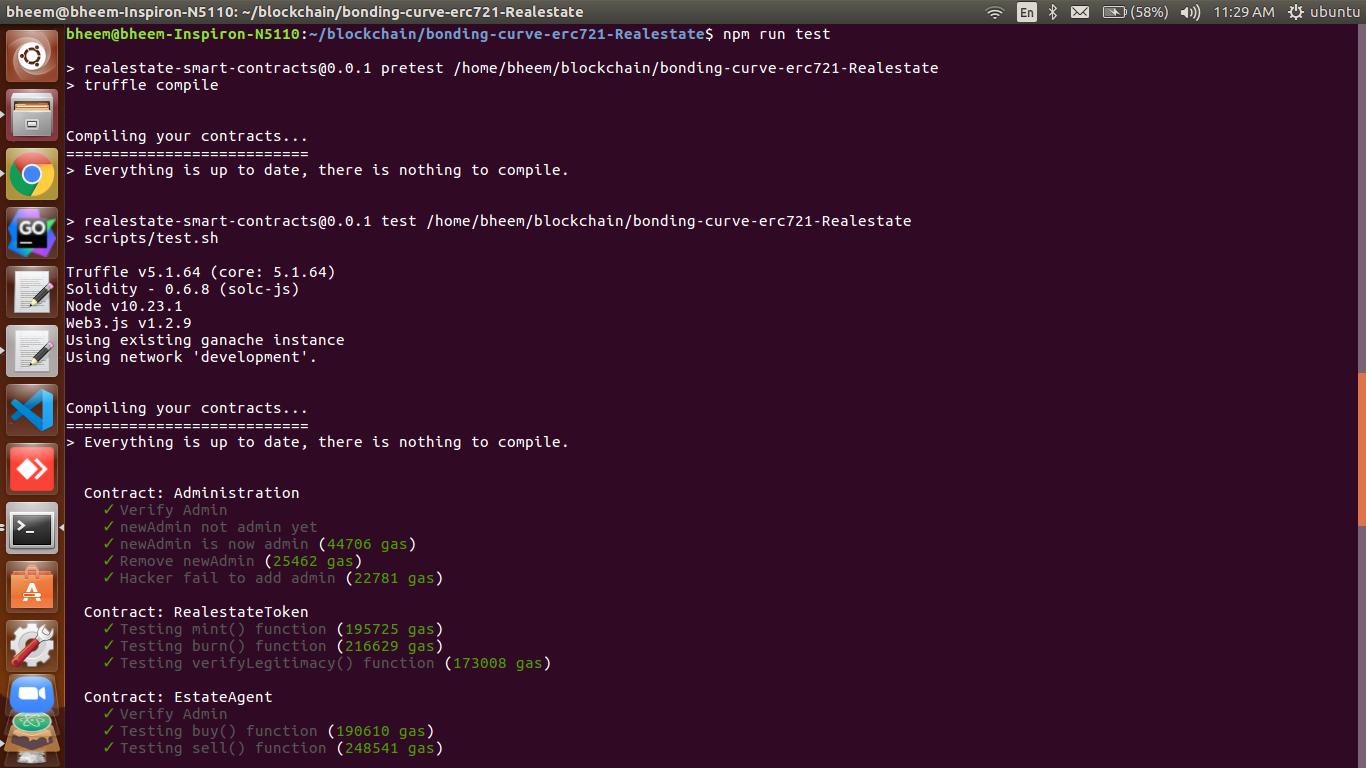 bheem@bheem-Inspiron-N5110: ~/blockchain/bonding-curve-erc721-Realestate
En (58%) 11:29 AM ubuntu
bheem@bheem-Inspiron-N5110:~/blockchain/bonding-curve-erc721-Realestate$ npm run test
> realestate-smart-contracts@0.0.1 pretest /home/bheem/blockchain/bonding-curve-erc721-Realestate
> truffle compile
Compiling your contracts...
===========================
> Everything is up to date, there is nothing to compile.
> realestate-smart-contracts@0.0.1 test /home/bheem/blockchain/bonding-curve-erc721-Realestate
> scripts/test.sh
Truffle v5.1.64 (core: 5.1.64)
Solidity - 0.6.8 (solc-js)
Node v10.23.1
Web3.js v1.2.9
Using existing ganache instance
Using network 'development'.
Compiling your contracts...
===========================
> Everything is up to date, there is nothing to compile.
Contract: Administration
✓ Verify Admin
✓ newAdmin not admin yet
✓ newAdmin is now admin (44706 gas)
✓ Remove newAdmin (25462 gas)
✓ Hacker fail to add admin (22781 gas)
Contract: RealestateToken
✓ Testing mint() function (195725 gas)
✓ Testing burn() function (216629 gas)
✓ Testing verifyLegitimacy() function (173008 gas)
Contract: EstateAgent
✓ Verify Admin
✓ Testing buy() function (190610 gas)
✓ Testing sell() function (248541 gas)
GO
>_
A